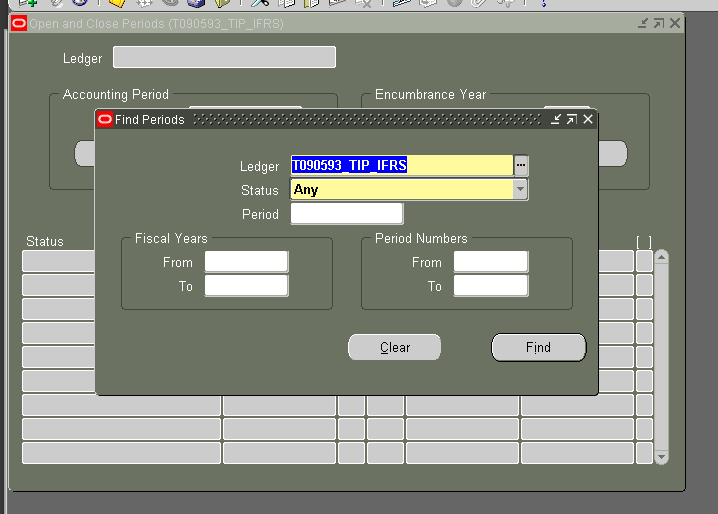 Open and Close Periods (T090593_TIP_IFRS)
Ledger
Accounting Period
Encumbrance Year
Find Periods
Ledger T090593_TIP_IFRS ...
Status Any
Period
Fiscal Years
Period Numbers
From
From
To
To
Clear
Find
Status
[ ]